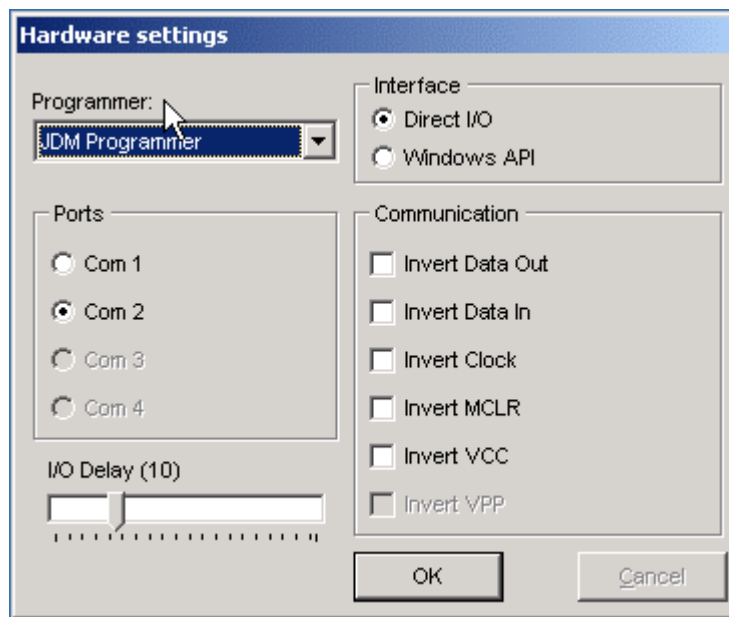 Hardware settings
Programmer:
JDM Programmer
Interface
Direct I/O
Windows API
Ports
Com 1
Com 2
Com 3
Com 4
I/O Delay (10)
Communication
Invert Data Out
Invert Data In
Invert Clock
Invert MCLR
Invert VCC
Invert VPP
OK
Cancel